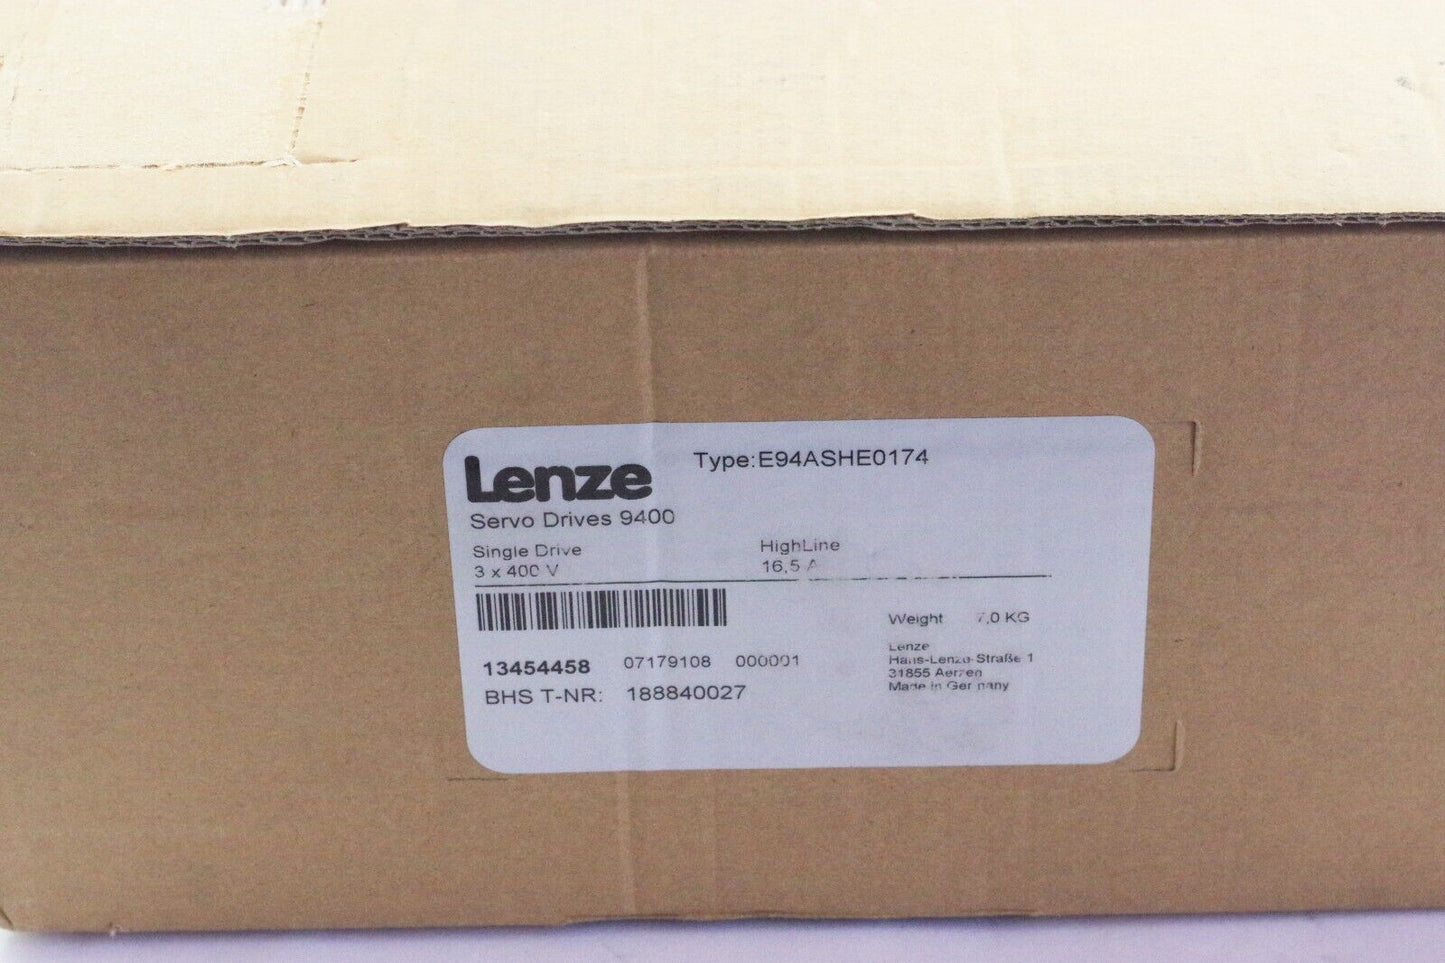 Lenze
Type:E94ASHE0174
Servo Drives 9400
Single Drive
HighLine
3 x 400 V
16,5 A
Weight 7,0 KG
13454458 07179108 000001
BHS T-NR: 188840027
Lenze
Hans-Lenze-Straße 1
31855 Aerzen
Made in Germany